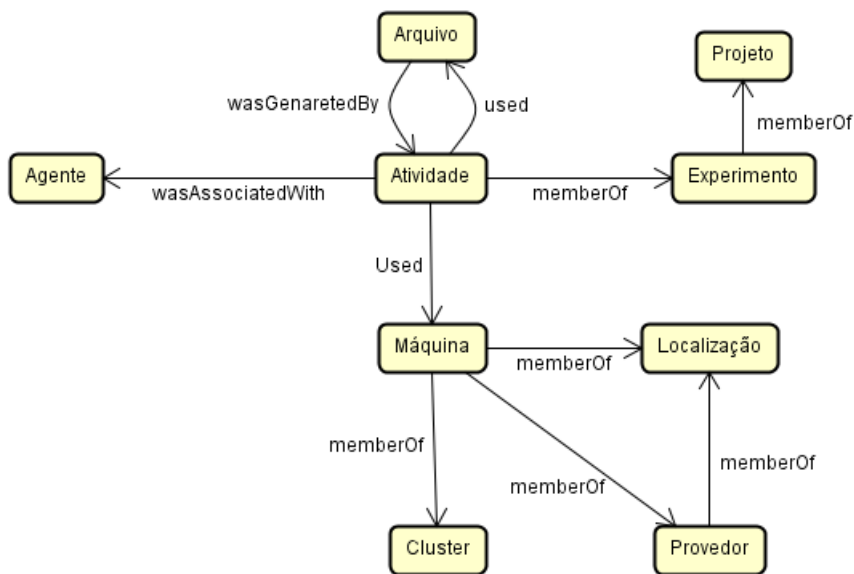 Arquivo
Projeto
wasGenaretedBy
used
memberOf
Agente
Atividade
Experimento
wasAssociatedWith
memberOf
Used
Máquina
Localização
memberOf
memberOf
memberOf
memberOf
Cluster
Provedor